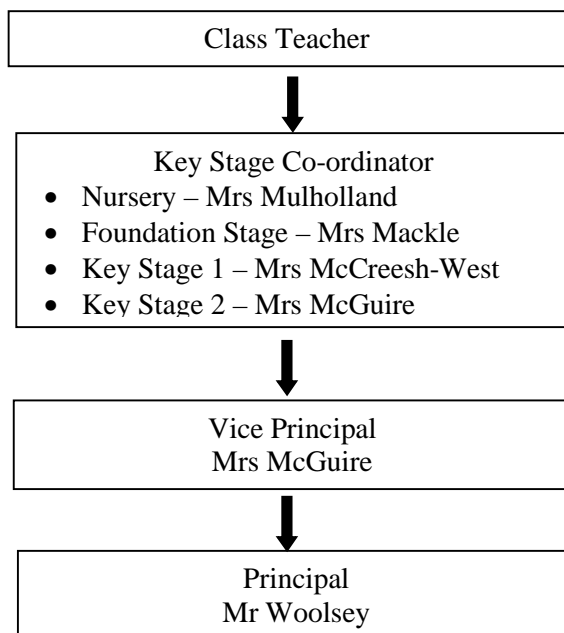 Class Teacher
Key Stage Co-ordinator
• Nursery – Mrs Mulholland
• Foundation Stage – Mrs Mackle
• Key Stage 1 – Mrs McCreesh-West
• Key Stage 2 – Mrs McGuire
Vice Principal
Mrs McGuire
Principal
Mr Woolsey